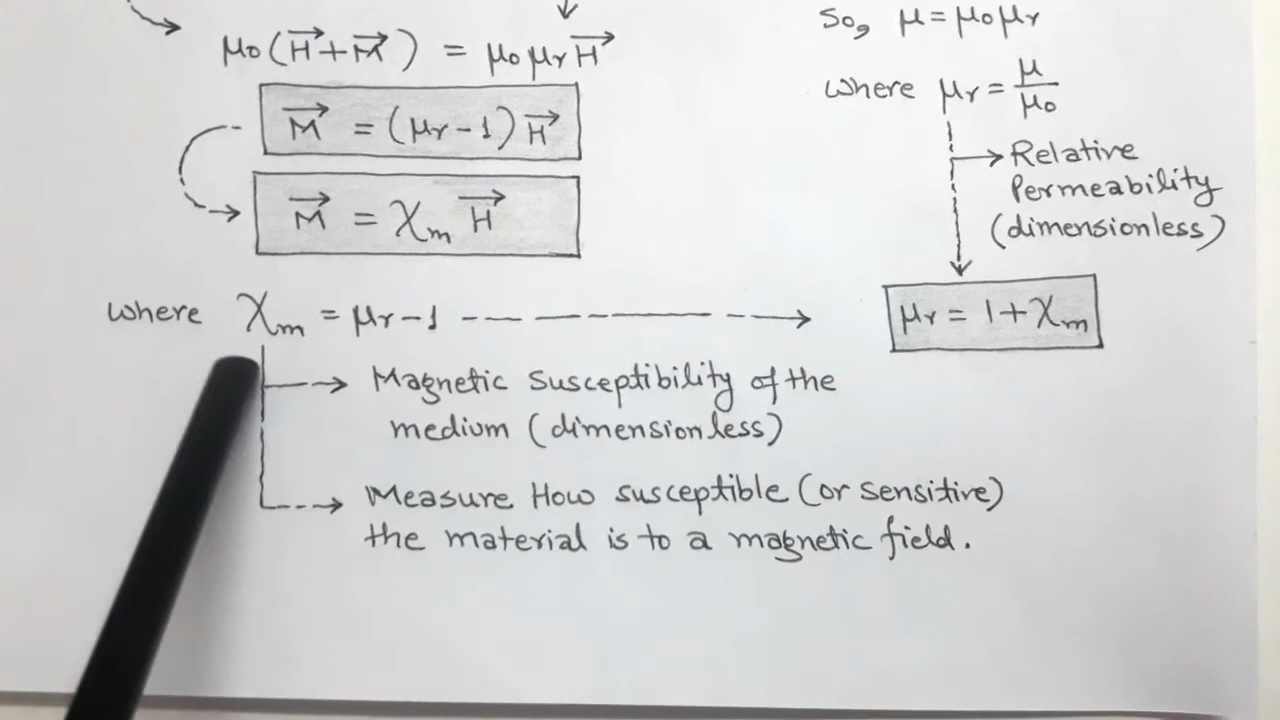 μ₀(H⃗+M⃗) = μ₀μᵣH⃗
M⃗ = (μᵣ-1)H⃗
M⃗ = χₘ H⃗
where χₘ = μᵣ-1
Magnetic Susceptibility of the
medium (dimensionless)
Measure How susceptible (or sensitive)
the material is to a magnetic field.
So, μ = μ₀μᵣ
where μᵣ = μ/μ₀
Relative
Permeability
(dimensionless)
μᵣ = 1+χₘ